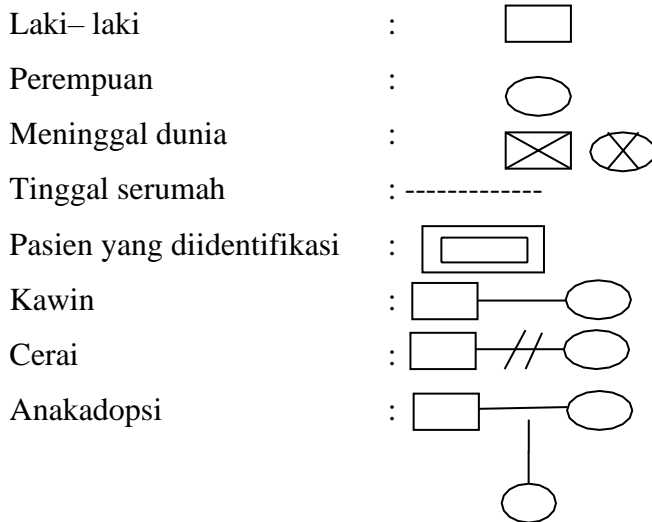 Laki– laki :
Perempuan :
Meninggal dunia :
Tinggal serumah : -------------
Pasien yang diidentifikasi :
Kawin :
Cerai :
Anakadopsi :